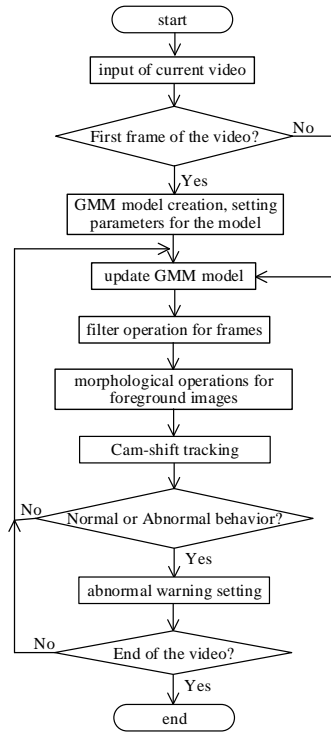 start
input of current video
First frame of the video?
No
Yes
GMM model creation, setting
parameters for the model
update GMM model
filter operation for frames
morphological operations for
foreground images
Cam-shift tracking
No
Normal or Abnormal behavior?
Yes
abnormal warning setting
No
End of the video?
Yes
end